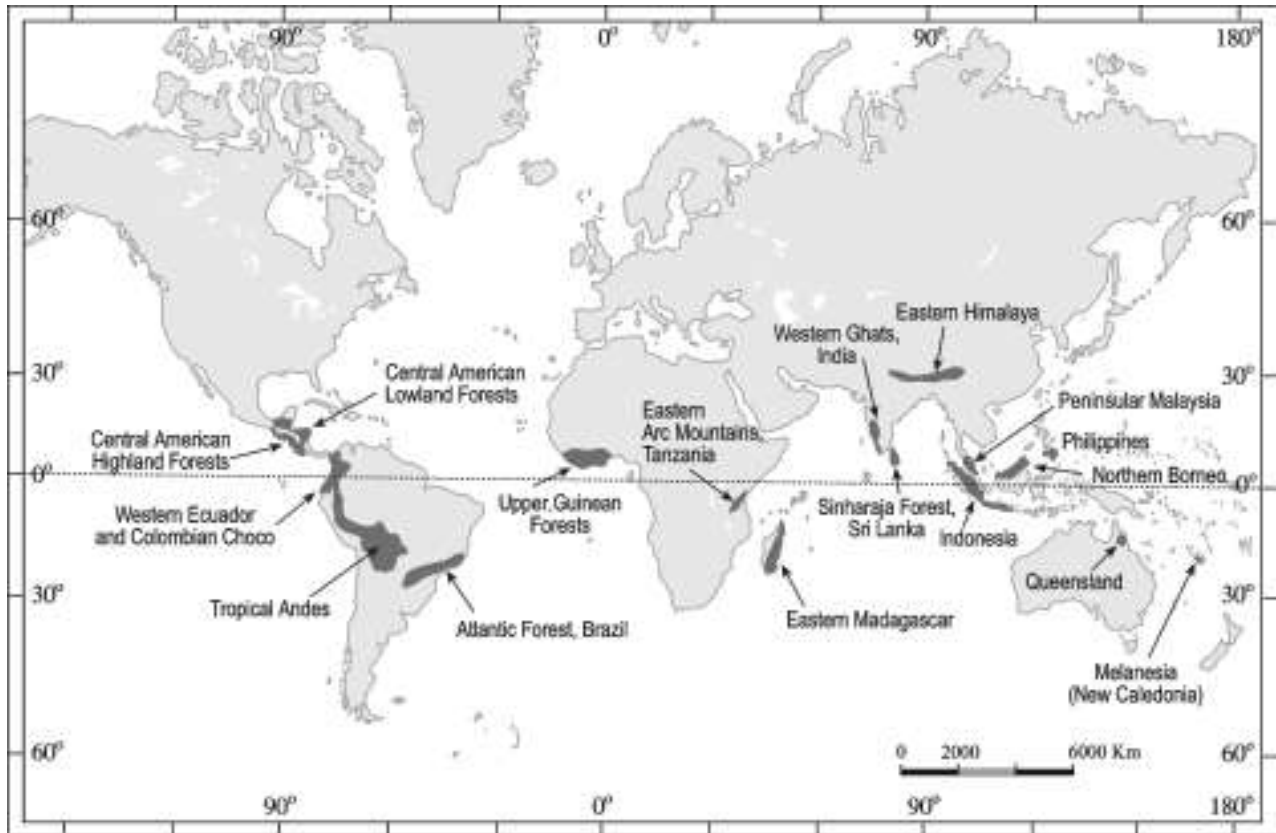 90°
0°
90°
180°
60°
60°
Eastern Himalaya
Western Ghats,
India
30°
30°
Central American
Lowland Forests
Eastern
Arc Mountains,
Tanzania
Peninsular Malaysia
Philippines
Central American
Highland Forests
Northern Borneo
0°
0°
Upper Guinean
Forests
Sinharaja Forest,
Sri Lanka
Indonesia
Western Ecuador
and Colombian Choco
Queensland
30°
30°
Tropical Andes
Atlantic Forest, Brazil
Eastern Madagascar
Melanesia
(New Caledonia)
0 2000 6000 Km
60°
60°
90°
0°
90°
180°